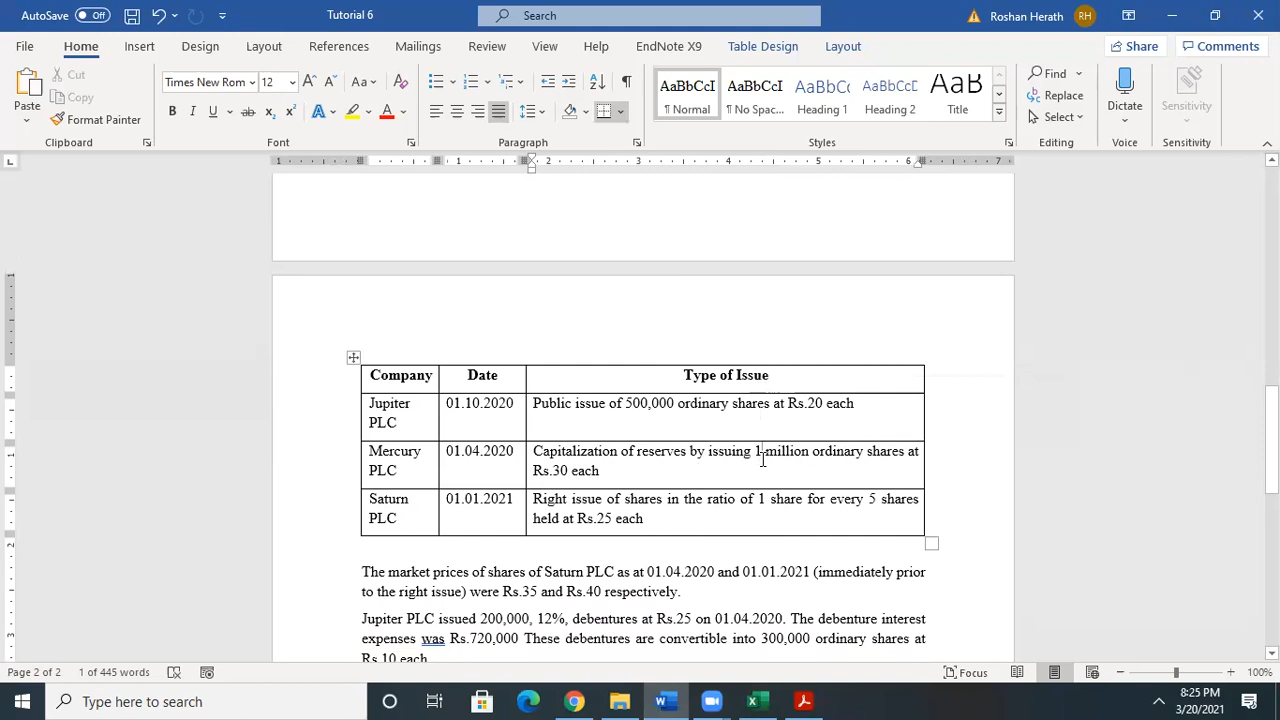 AutoSave Off Tutorial 6 Search Roshan Herath RH
File Home Insert Design Layout References Mailings Review View Help EndNote X9 Table Design Layout Share Comments
Paste Cut Copy Format Painter Clipboard
Times New Rom 12 Font
Paragraph
AaBbCcI AaBbCcI AaBbCc AaBbCcI AaB
¶ Normal ¶ No Spac... Heading 1 Heading 2 Title Styles
Find Replace Select Editing
Dictate Voice
Sensitivity Sensitivity
1 1 2 3 4 5 6 7
Company Date Type of Issue
Jupiter PLC 01.10.2020 Public issue of 500,000 ordinary shares at Rs.20 each
Mercury PLC 01.04.2020 Capitalization of reserves by issuing 1 million ordinary shares at Rs.30 each
Saturn PLC 01.01.2021 Right issue of shares in the ratio of 1 share for every 5 shares held at Rs.25 each
The market prices of shares of Saturn PLC as at 01.04.2020 and 01.01.2021 (immediately prior
to the right issue) were Rs.35 and Rs.40 respectively.
Jupiter PLC issued 200,000, 12%, debentures at Rs.25 on 01.04.2020. The debenture interest
expenses was Rs.720,000 These debentures are convertible into 300,000 ordinary shares at
Rs.10 each.
Page 2 of 2 1 of 445 words Focus 100%
Type here to search
8:25 PM
3/20/2021